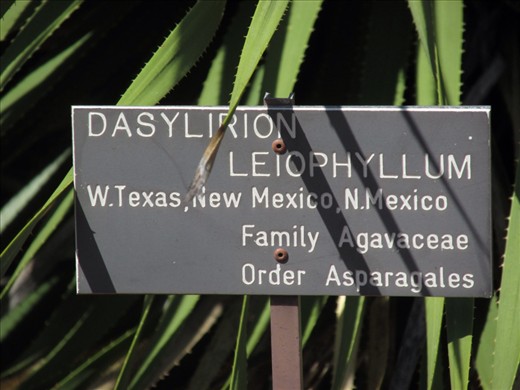 DASYLIRION
LEIOPHYLLUM
W.Texas, New Mexico, N.Mexico
Family Agavaceae
Order Asparagales